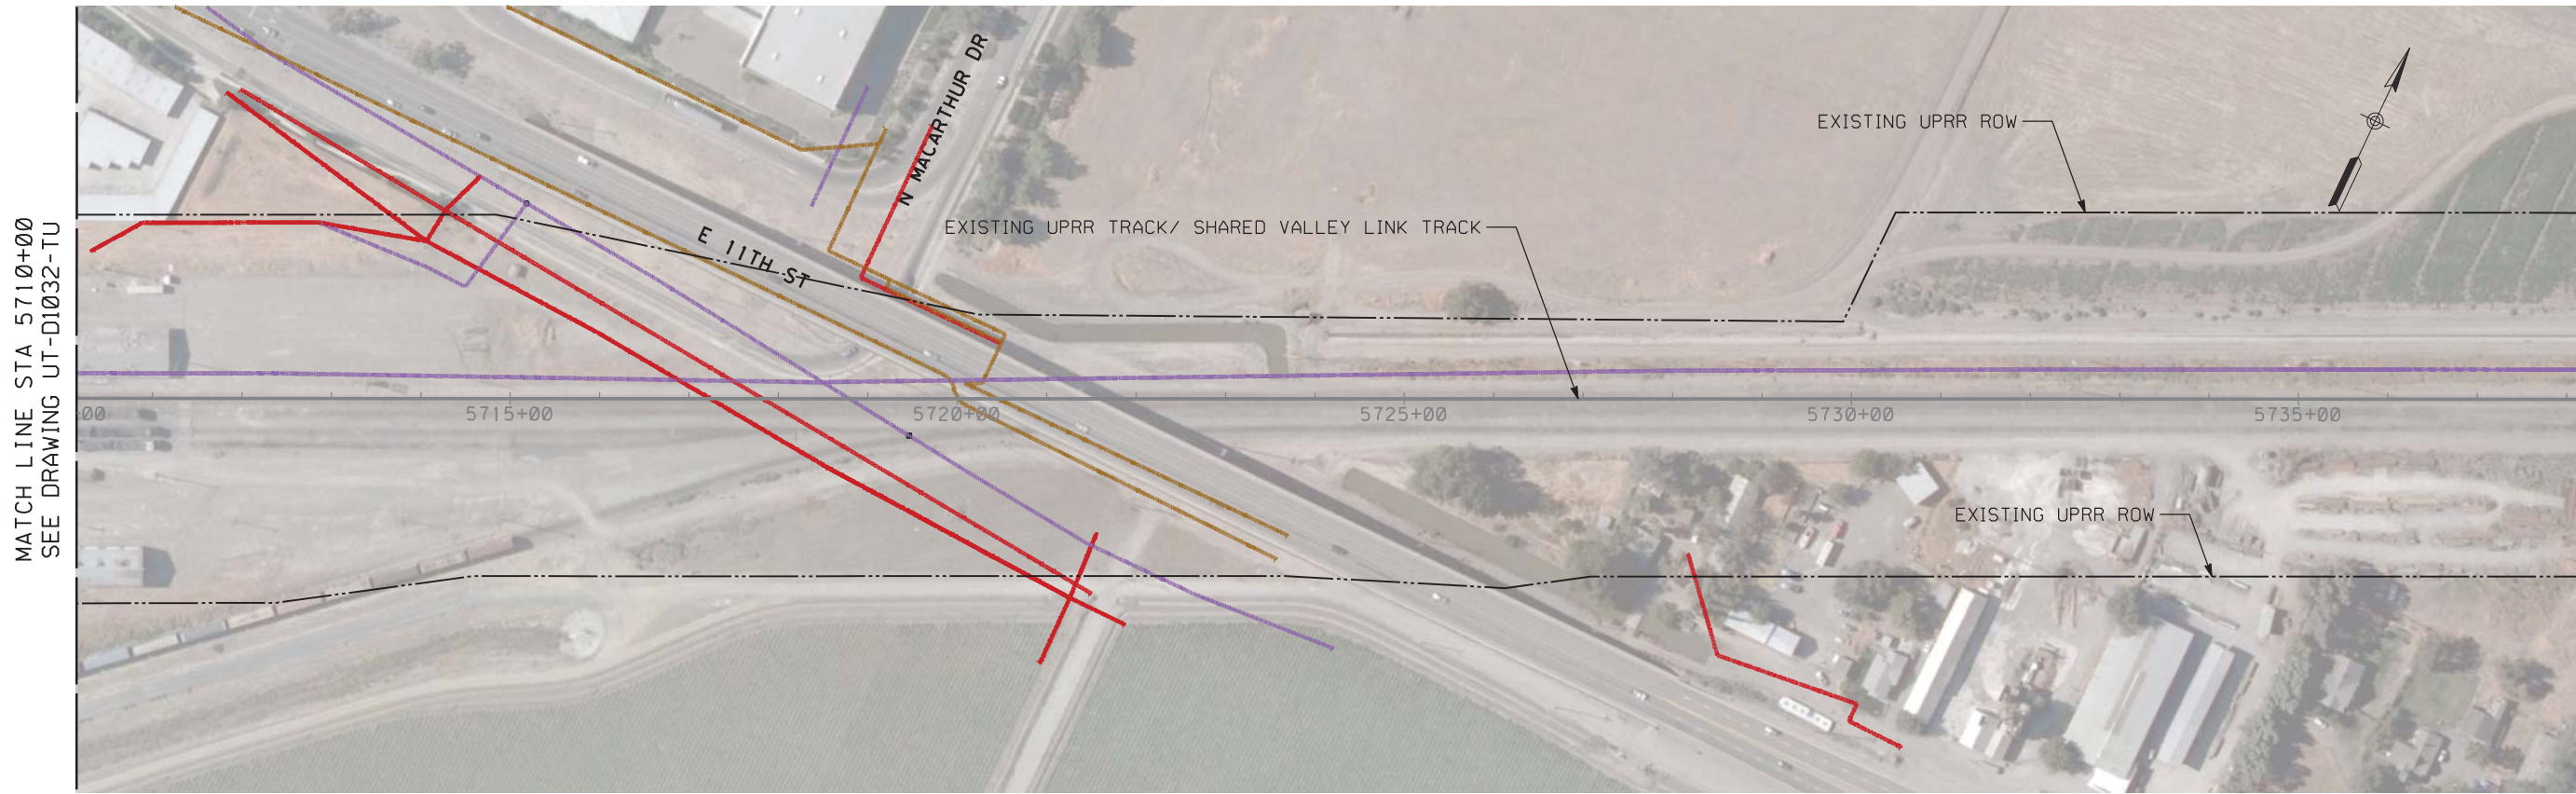 MATCH LINE STA 5710+00
SEE DRAWING UT-D1032-TU
N MACARTHUR DR
EXISTING UPRR ROW
EXISTING UPRR TRACK/ SHARED VALLEY LINK TRACK
E 11TH ST
+00
5715+00
5720+00
5725+00
5730+00
5735+00
EXISTING UPRR ROW